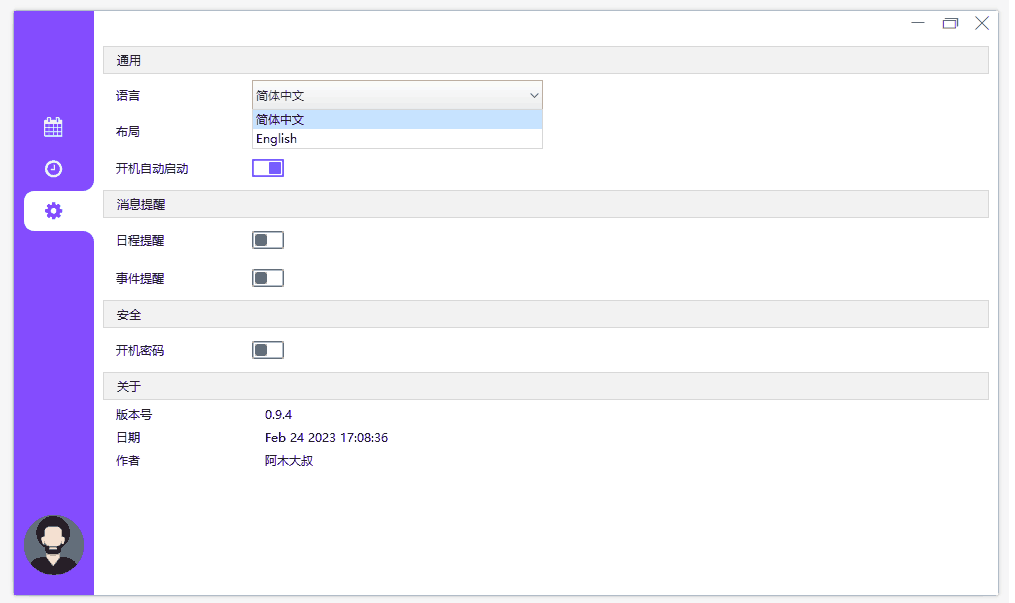 通用
语言
简体中文
简体中文
English
布局
开机自动启动
消息提醒
日程提醒
事件提醒
安全
开机密码
关于
版本号 0.9.4
日期 Feb 24 2023 17:08:36
作者 阿木大叔